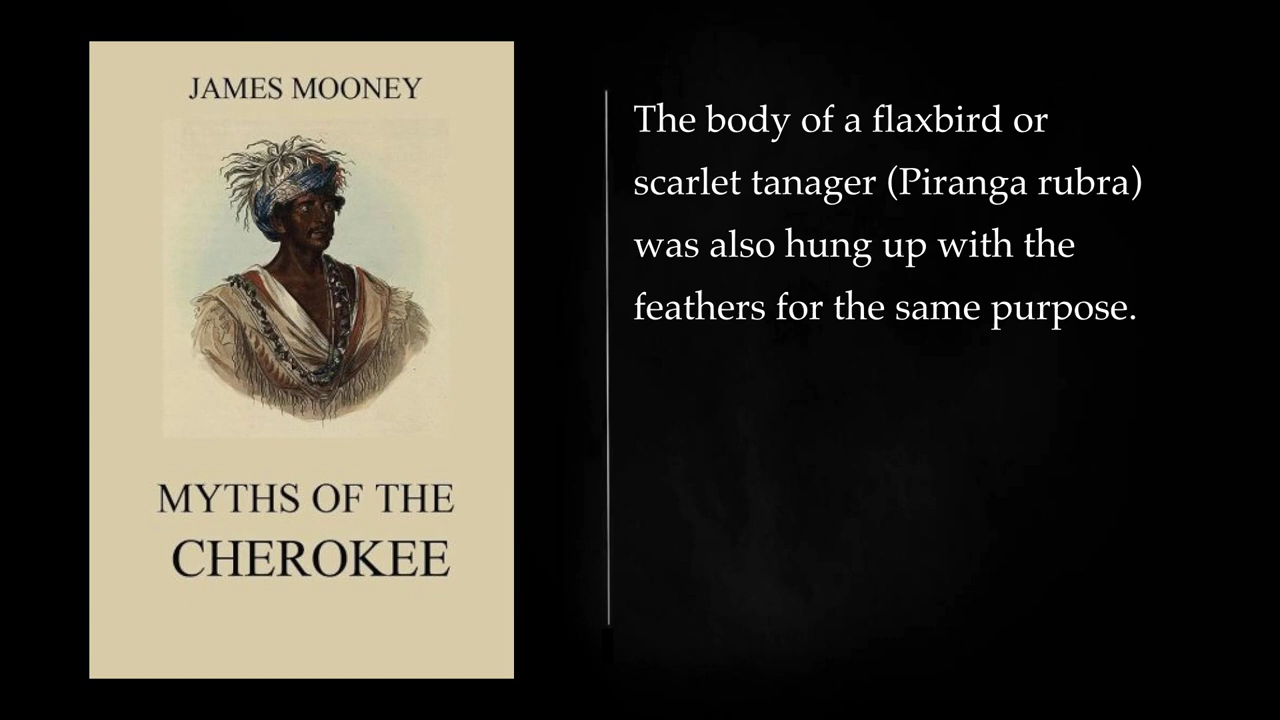 JAMES MOONEY
MYTHS OF THE
CHEROKEE
The body of a flaxbird or
scarlet tanager (Piranga rubra)
was also hung up with the
feathers for the same purpose.